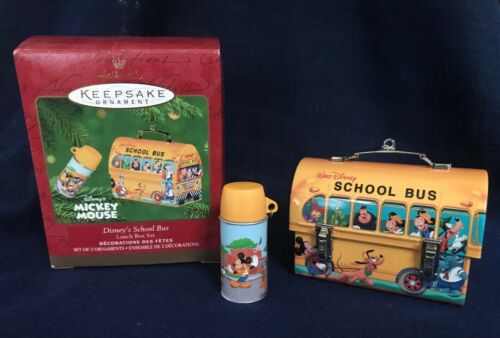 Hallmark
KEEPSAKE
ORNAMENT
SCHOOL BUS
Disney's
MICKEY
MOUSE
Disney's School Bus
Lunch Box Set
DÉCORATIONS DES FÊTES
SET OF 2 ORNAMENTS • ENSEMBLE DE 2 DÉCORATIONS
Walt Disney
SCHOOL BUS